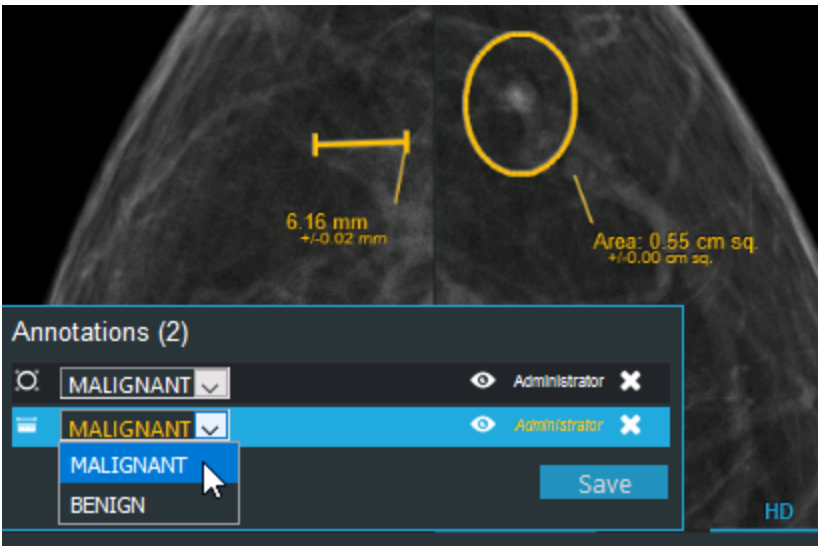 6.16 mm
+/-0.02 mm
Area: 0.55 cm sq.
+/-0.00 cm sq.
Annotations (2)
MALIGNANT Administrator
MALIGNANT Administrator
MALIGNANT
BENIGN
Save
HD